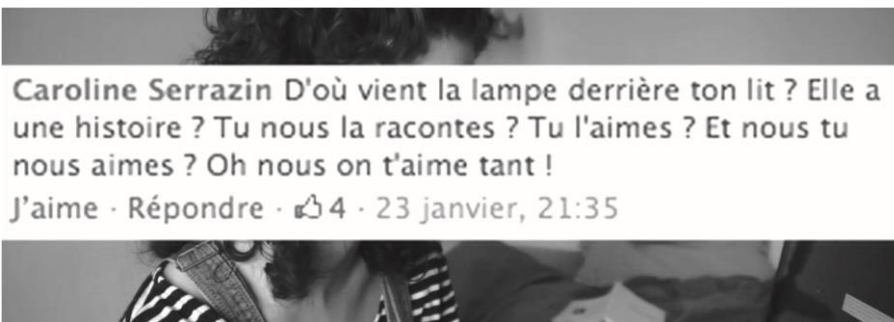 Caroline Serrazin D'où vient la lampe derrière ton lit ? Elle a
une histoire ? Tu nous la racontes ? Tu l'aimes ? Et nous tu
nous aimes ? Oh nous on t'aime tant !
J'aime · Répondre · 4 · 23 janvier, 21:35